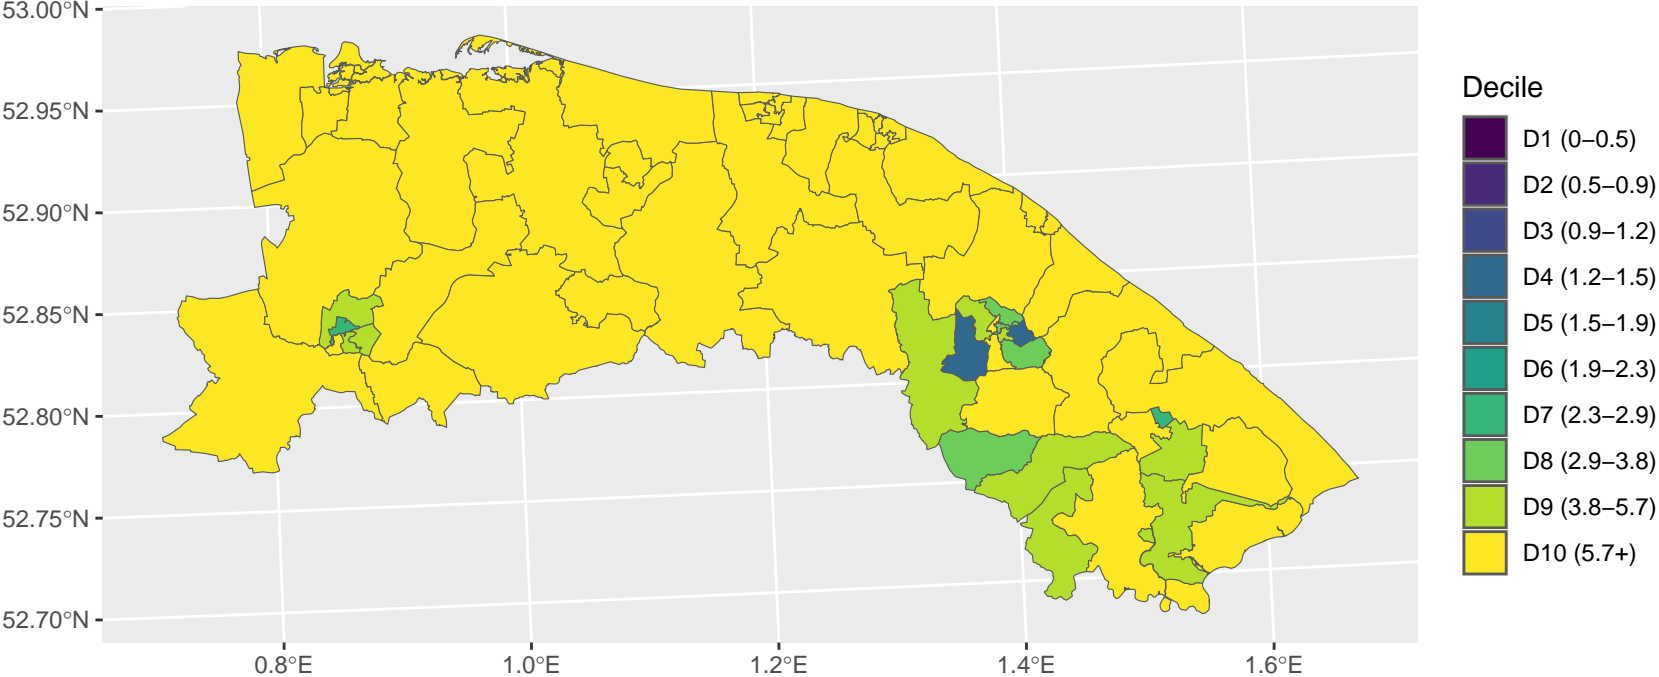 53.00°N
52.95°N
52.90°N
52.85°N
52.80°N
52.75°N
52.70°N
0.8°E
1.0°E
1.2°E
1.4°E
1.6°E
Decile
D1 (0–0.5)
D2 (0.5–0.9)
D3 (0.9–1.2)
D4 (1.2–1.5)
D5 (1.5–1.9)
D6 (1.9–2.3)
D7 (2.3–2.9)
D8 (2.9–3.8)
D9 (3.8–5.7)
D10 (5.7+)